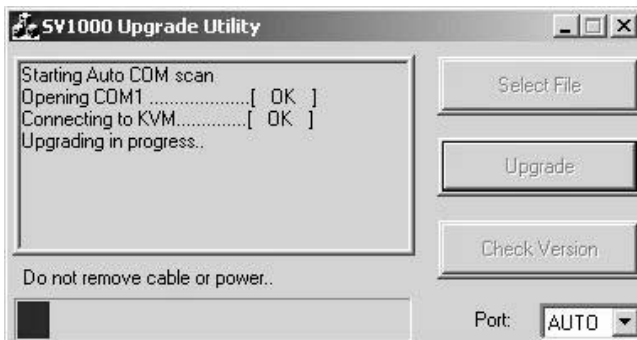 SV1000 Upgrade Utility
Starting Auto COM scan
Opening COM1 ...................[ OK ]
Connecting to KVM.............[ OK ]
Upgrading in progress..
Select File
Upgrade
Check Version
Do not remove cable or power..
Port: AUTO